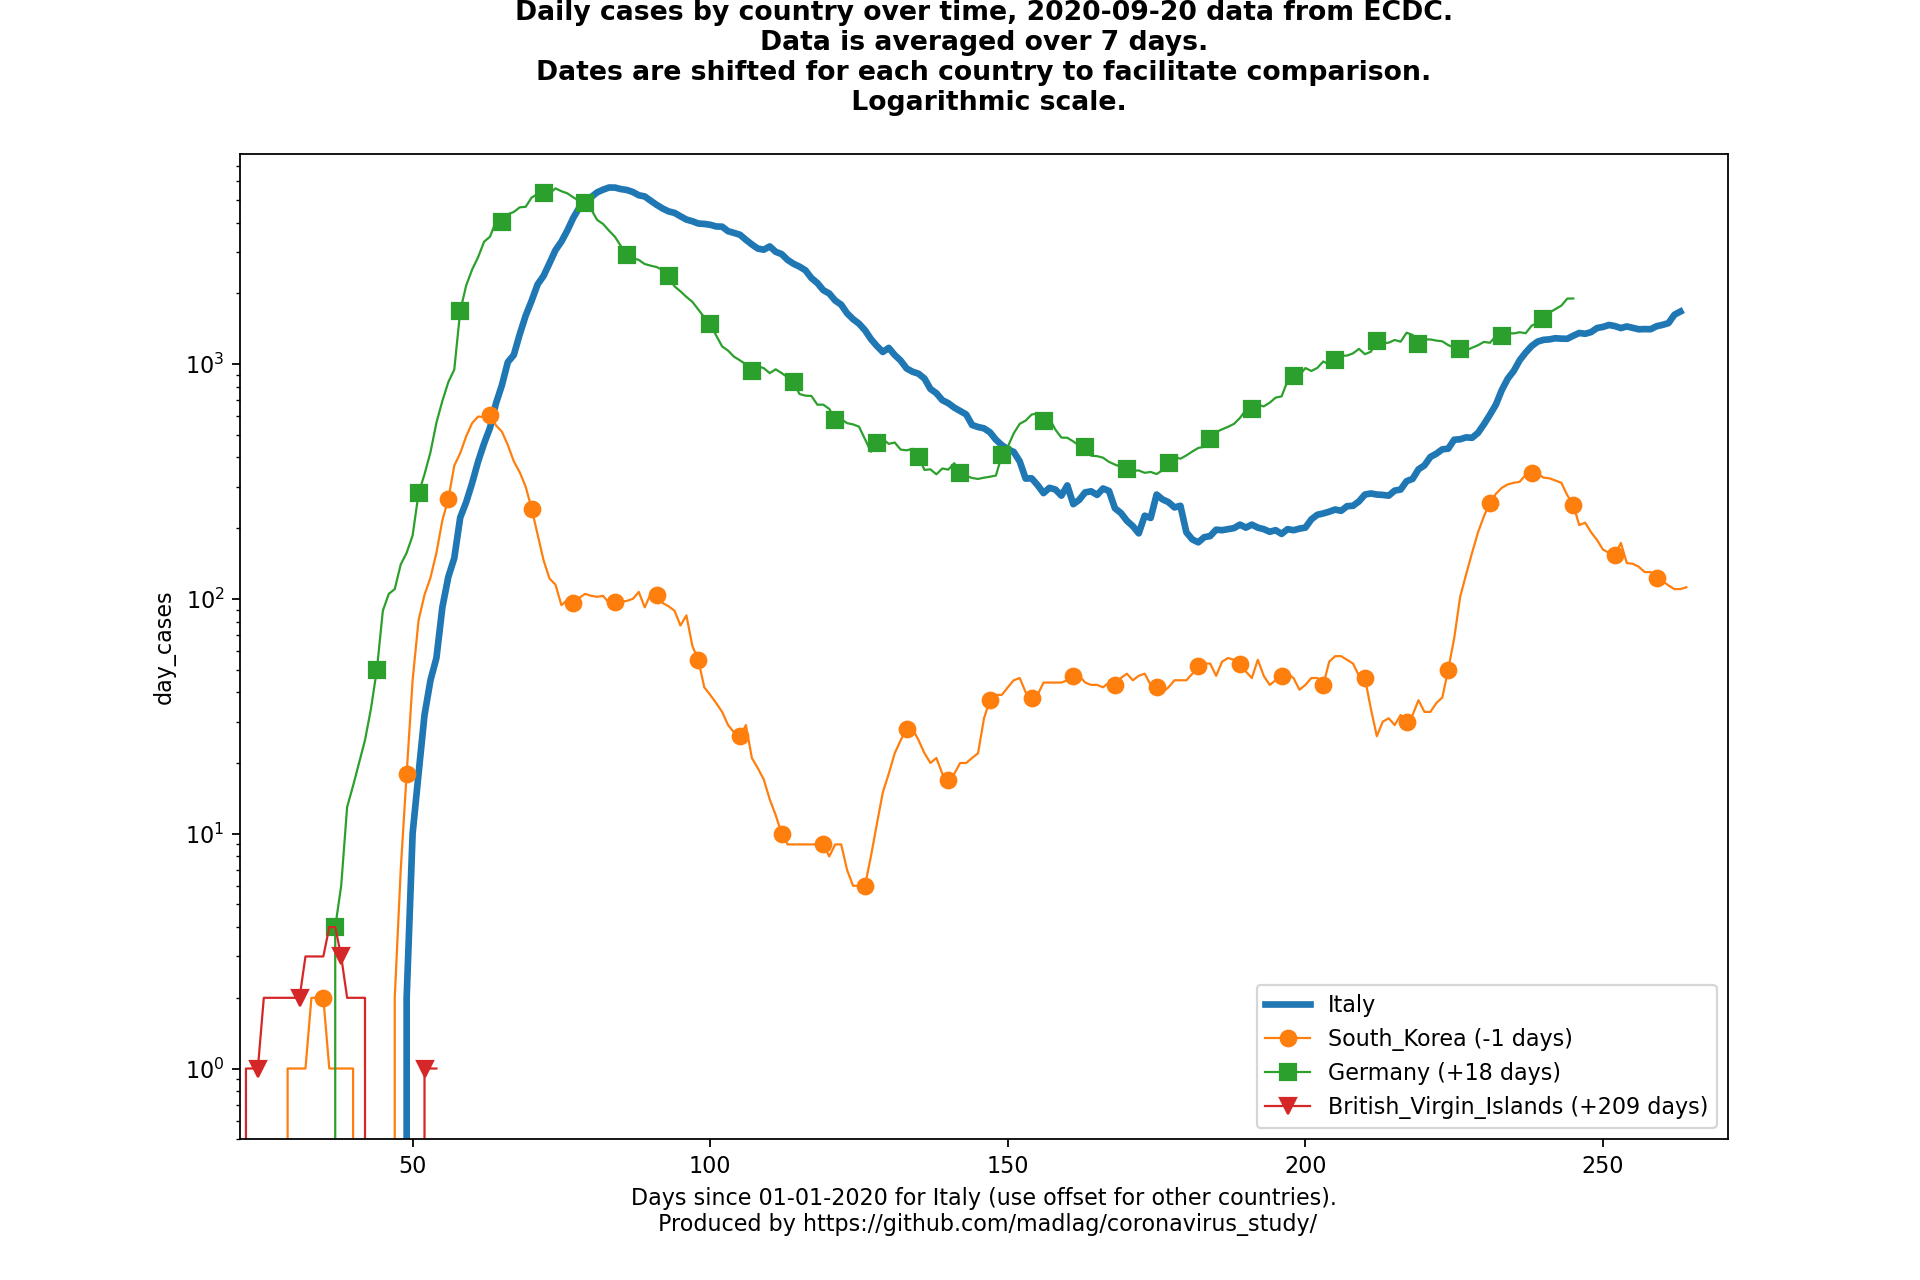 Daily cases by country over time, 2020-09-20 data from ECDC.
Data is averaged over 7 days.
Dates are shifted for each country to facilitate comparison.
Logarithmic scale.
day_cases
10³
10²
10¹
10⁰
Italy
South_Korea (-1 days)
Germany (+18 days)
British_Virgin_Islands (+209 days)
50 100 150 200 250
Days since 01-01-2020 for Italy (use offset for other countries).
Produced by https://github.com/madlag/coronavirus_study/